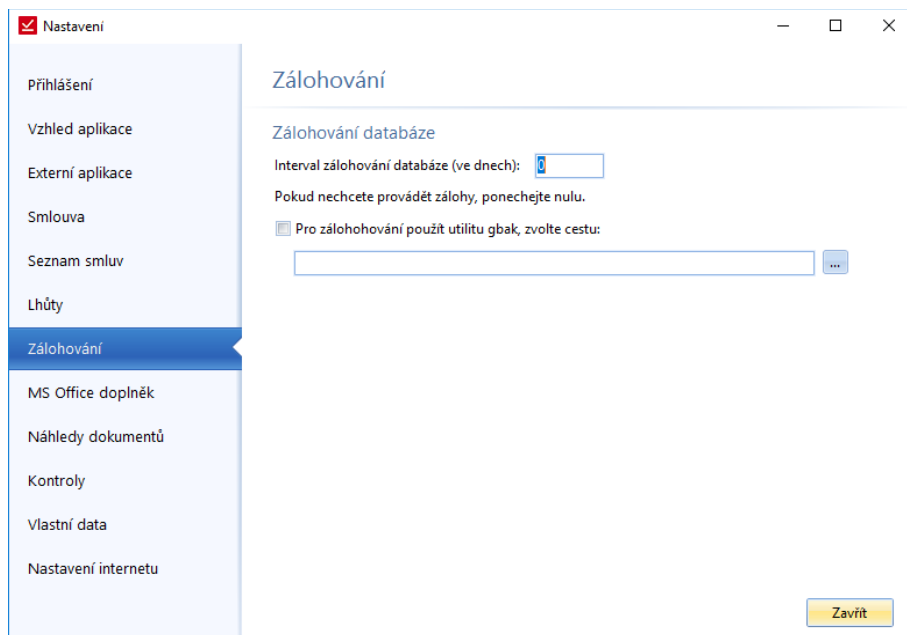 Nastavení
Přihlášení
Vzhled aplikace
Externí aplikace
Smlouva
Seznam smluv
Lhůty
Zálohování
MS Office doplněk
Náhledy dokumentů
Kontroly
Vlastní data
Nastavení internetu
Zálohování
Zálohování databáze
Interval zálohování databáze (ve dnech): 0
Pokud nechcete provádět zálohy, ponechejte nulu.
Pro zálohohování použít utilitu gbak, zvolte cestu:
...
Zavřít